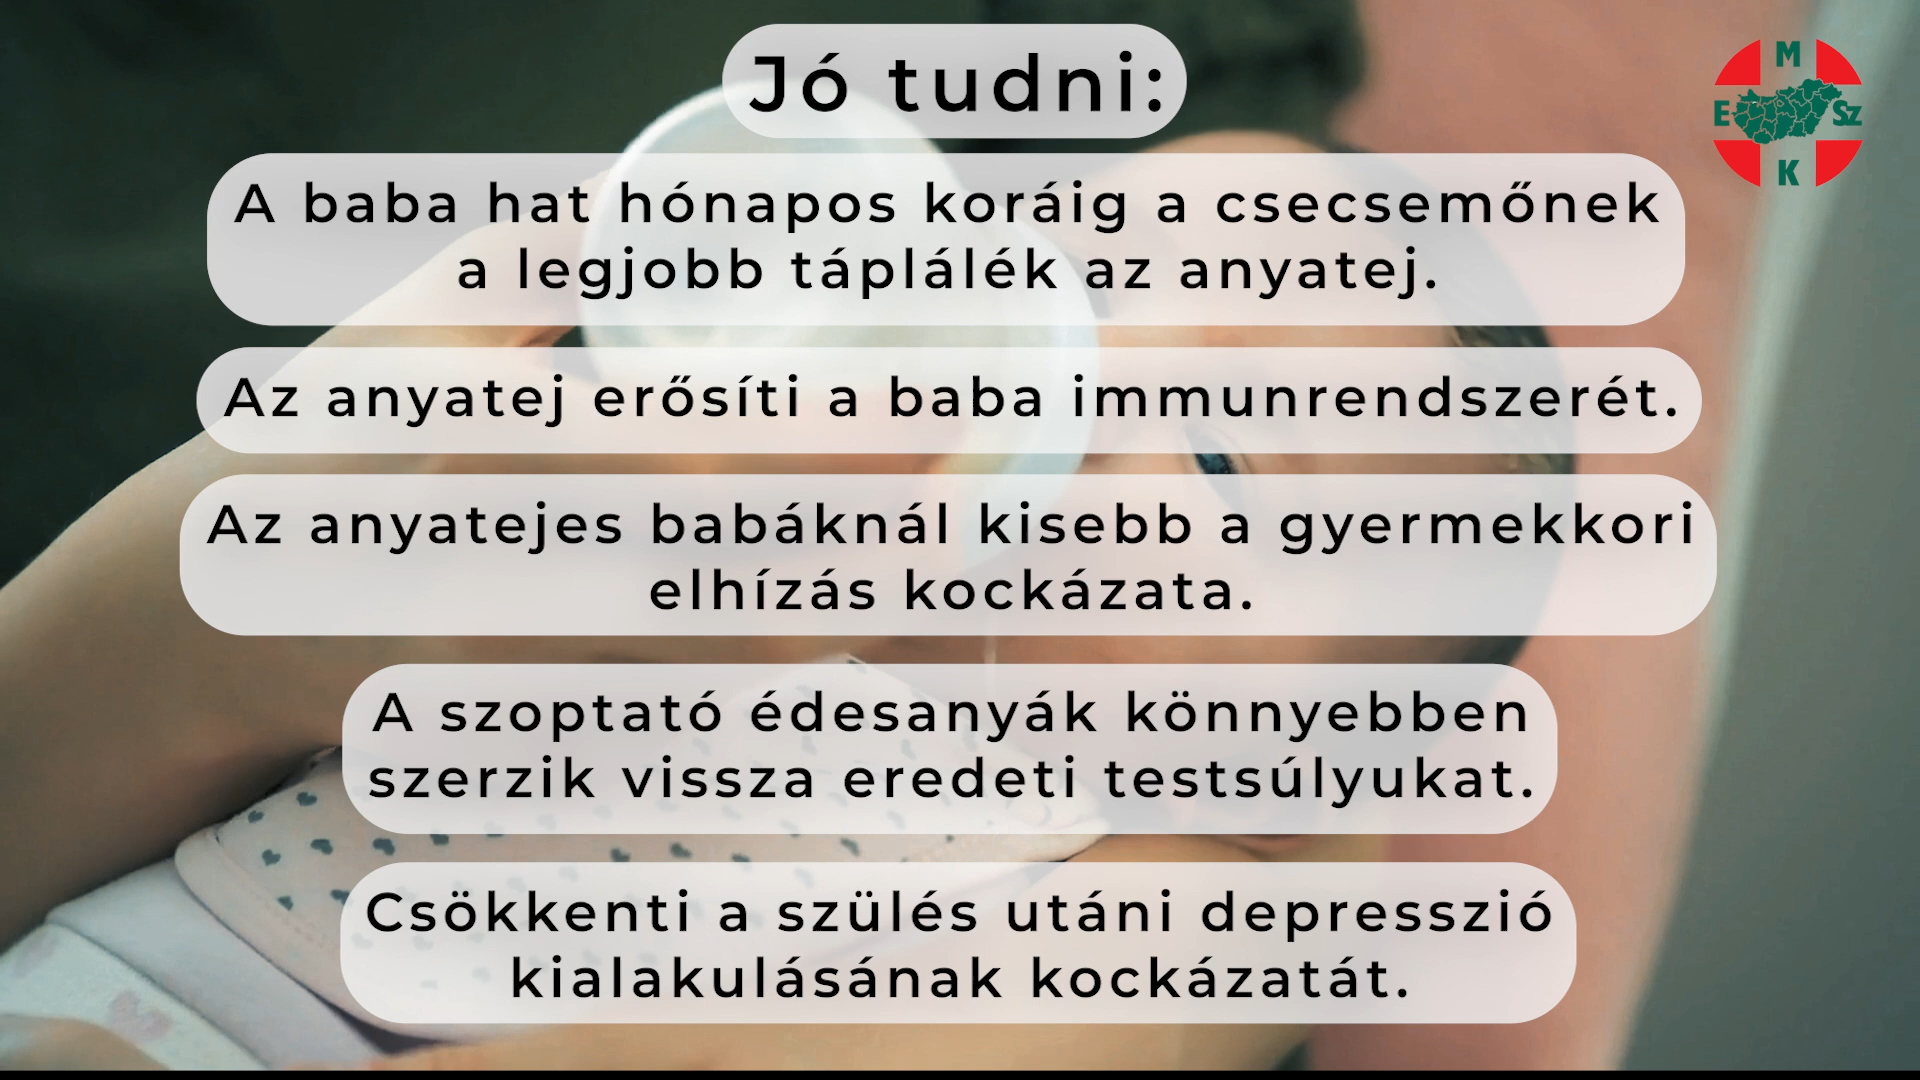 Jó tudni:
M
E SZ
K
A baba hat hónapos koráig a csecsemőnek
a legjobb táplálék az anyatej.
Az anyatej erősíti a baba immunrendszerét.
Az anyatejes babáknál kisebb a gyermekkori
elhízás kockázata.
A szoptató édesanyák könnyebben
szerzik vissza eredeti testsúlyukat.
Csökkenti a szülés utáni depresszió
kialakulásának kockázatát.